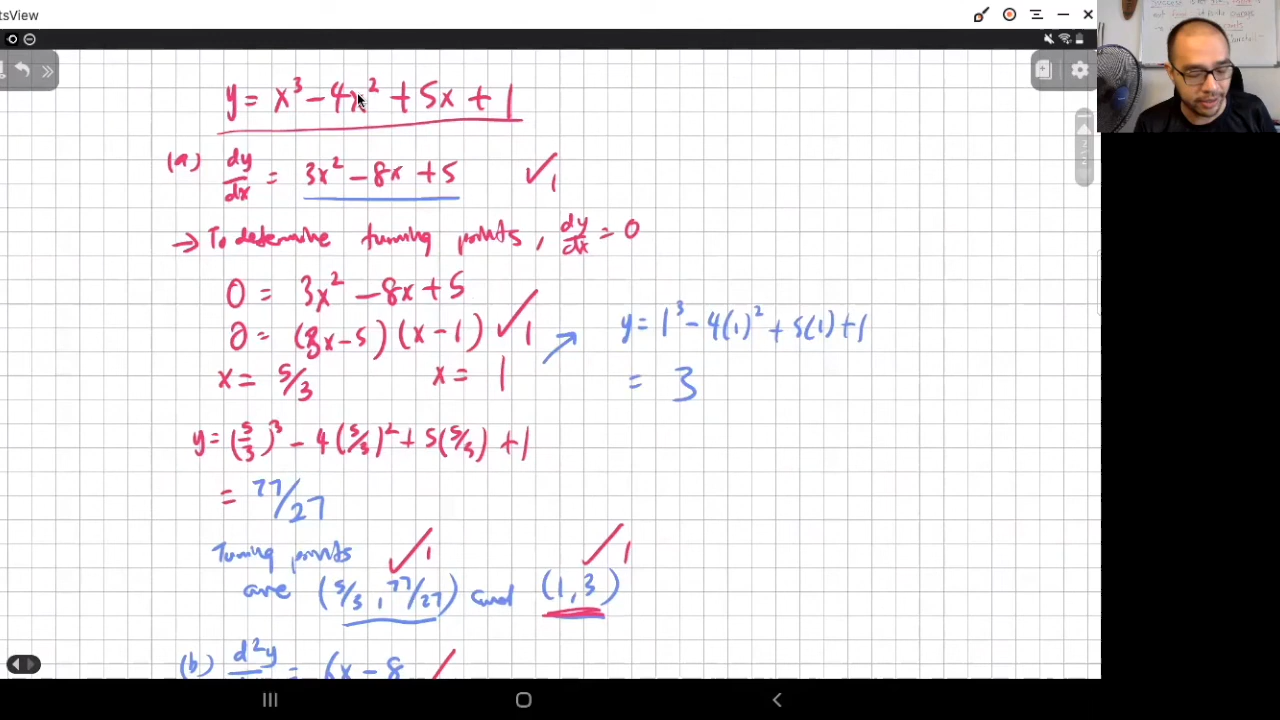 tsView
y = x³ – 4x² + 5x + 1
(a) dy/dx = 3x² – 8x + 5 ✓1
→ To determine turning points, dy/dx = 0
0 = 3x² – 8x + 5
0 = (3x – 5)(x – 1) ✓1
x = 5/3 x = 1
y = 1³ – 4(1)² + 5(1) + 1
= 3
y = (5/3)³ – 4(5/3)² + 5(5/3) + 1
= 77/27
Turning points ✓1 ✓1
are (5/3, 77/27) and (1, 3)
(b) d²y = 6x – 8 ✓